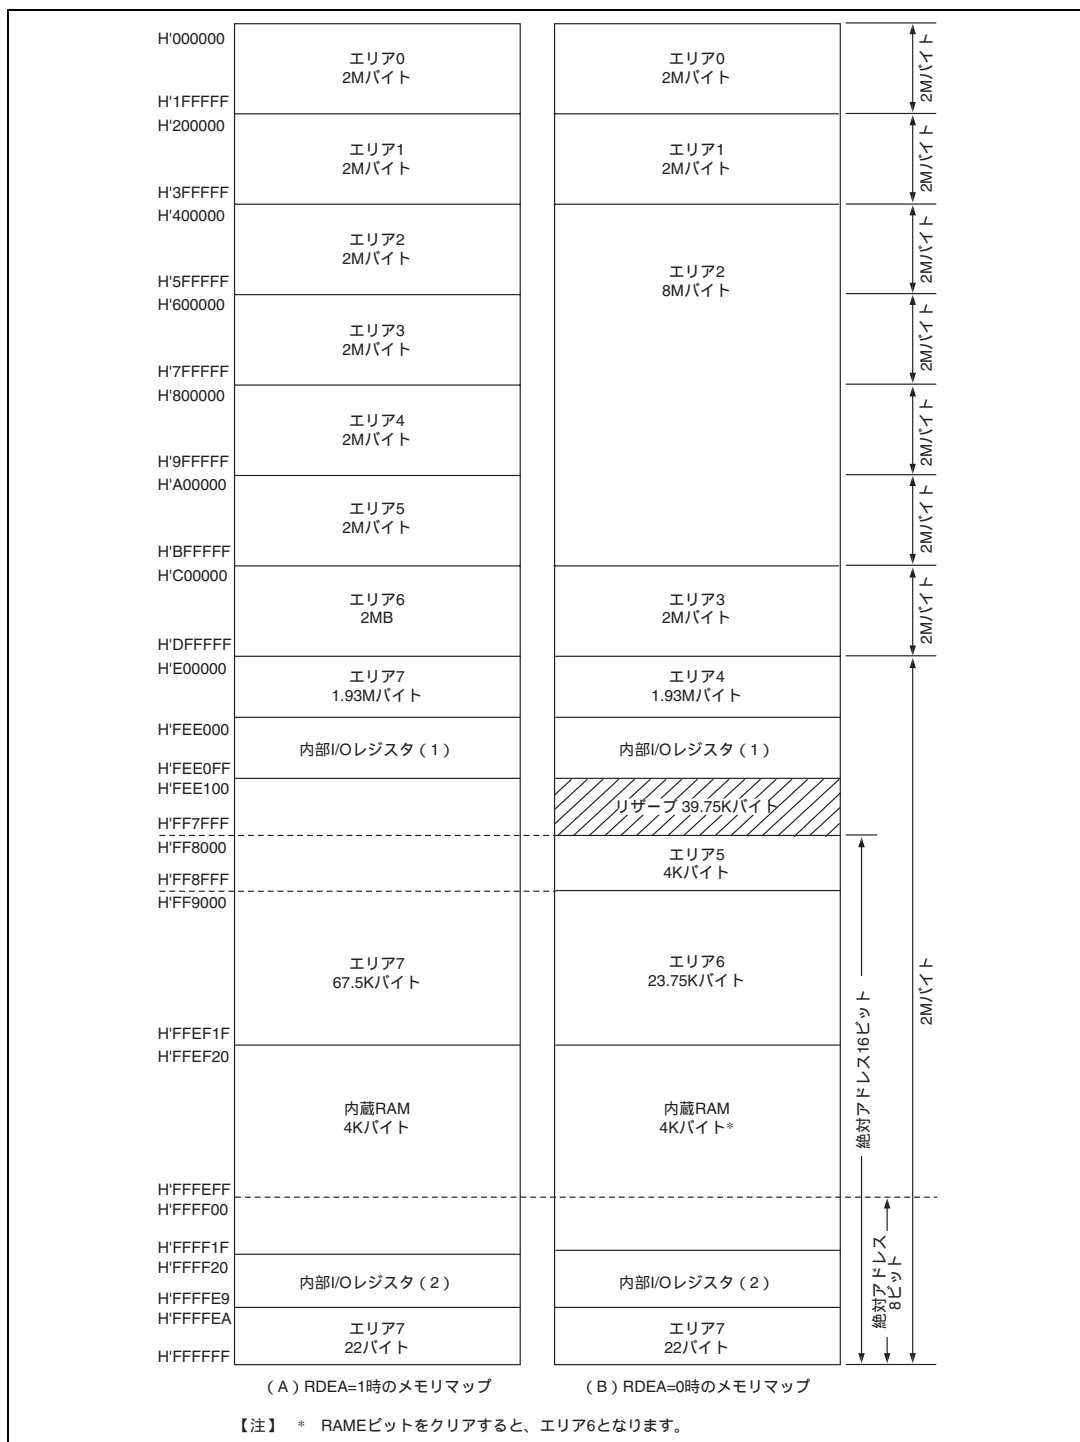 H'000000
エリア0
2Mバイト
エリア0
2Mバイト
2Mバイト
H'1FFFFF
H'200000
エリア1
2Mバイト
エリア1
2Mバイト
2Mバイト
H'3FFFFF
H'400000
エリア2
2Mバイト
エリア2
8Mバイト
2Mバイト
H'5FFFFF
H'600000
エリア3
2Mバイト
2Mバイト
H'7FFFFF
H'800000
エリア4
2Mバイト
2Mバイト
H'9FFFFF
H'A00000
エリア5
2Mバイト
2Mバイト
H'BFFFFF
H'C00000
エリア6
2MB
エリア3
2Mバイト
2Mバイト
H'DFFFFF
H'E00000
エリア7
1.93Mバイト
エリア4
1.93Mバイト
H'FEE000
内部I/Oレジスタ（1）
内部I/Oレジスタ（1）
H'FEE0FF
H'FEE100
リザーブ 39.75Kバイト
H'FF7FFF
H'FF8000
エリア5
4Kバイト
H'FF8FFF
H'FF9000
エリア7
67.5Kバイト
エリア6
23.75Kバイト
2Mバイト
絶対アドレス16ビット
H'FFEF1F
H'FFEF20
内蔵RAM
4Kバイト
内蔵RAM
4Kバイト*
H'FFFEFF
H'FFFF00
H'FFFF1F
H'FFFF20
内部I/Oレジスタ（2）
内部I/Oレジスタ（2）
絶対アドレス
8ビット
H'FFFFE9
H'FFFFEA
エリア7
22バイト
エリア7
22バイト
H'FFFFFF
（A）RDEA=1時のメモリマップ
（B）RDEA=0時のメモリマップ
【注】 * RAMEビットをクリアすると、エリア6となります。